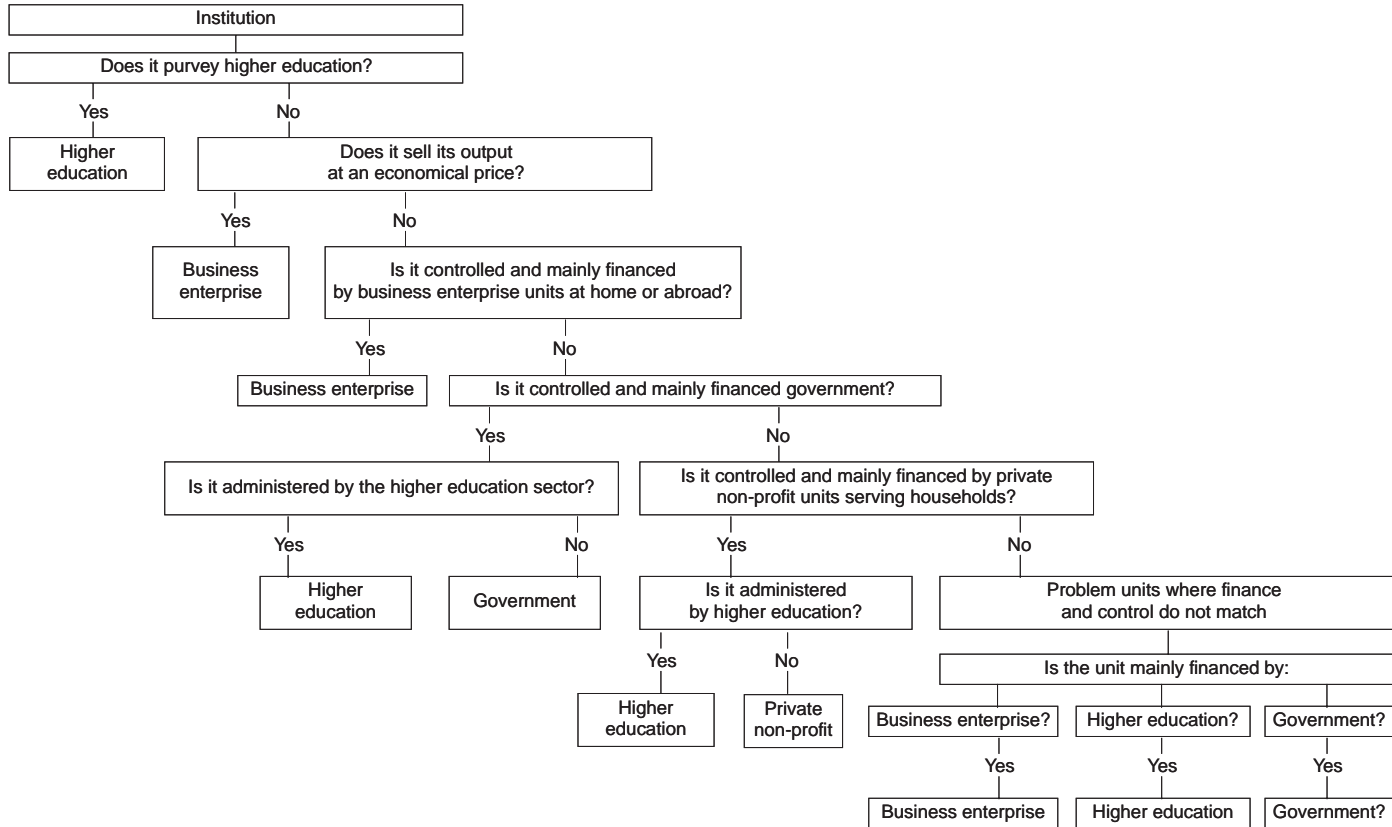 Institution
Does it purvey higher education?
Yes
No
Higher
education
Does it sell its output
at an economical price?
Yes
No
Business
enterprise
Is it controlled and mainly financed
by business enterprise units at home or abroad?
Yes
No
Business enterprise
Is it controlled and mainly financed government?
Yes
No
Is it administered by the higher education sector?
Is it controlled and mainly financed by private
non-profit units serving households?
Yes
No
Yes
No
Higher
education
Government
Is it administered
by higher education?
Problem units where finance
and control do not match
Yes
No
Is the unit mainly financed by:
Higher
education
Private
non-profit
Business enterprise?
Higher education?
Government?
Yes
Yes
Yes
Business enterprise
Higher education
Government?